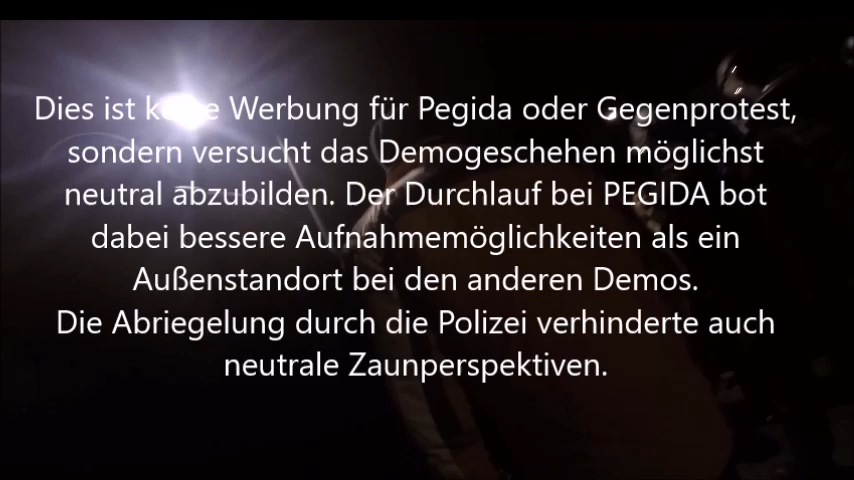 Dies ist keine Werbung für Pegida oder Gegenprotest,
sondern versucht das Demogeschehen möglichst
neutral abzubilden. Der Durchlauf bei PEGIDA bot
dabei bessere Aufnahmemöglichkeiten als ein
Außenstandort bei den anderen Demos.
Die Abriegelung durch die Polizei verhinderte auch
neutrale Zaunperspektiven.